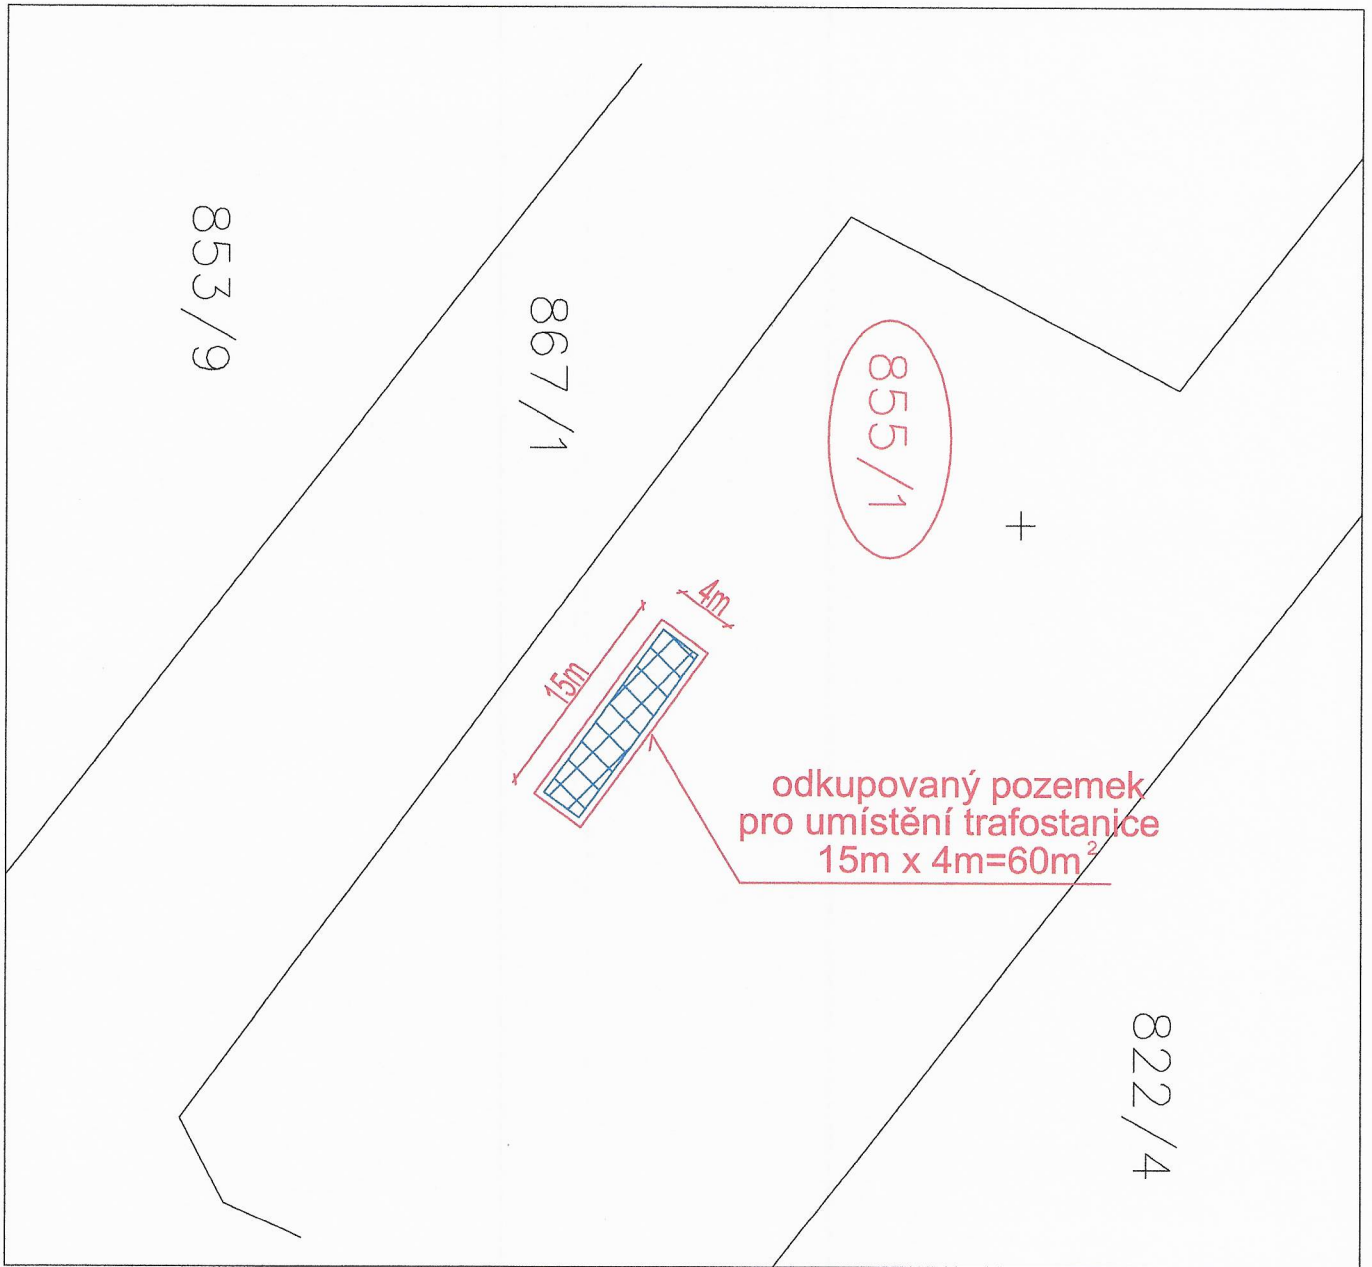 853/9
867/1
855/1
4m
15m
odkupovaný pozemek
pro umístění trafostanice
15m x 4m=60m²
822/4